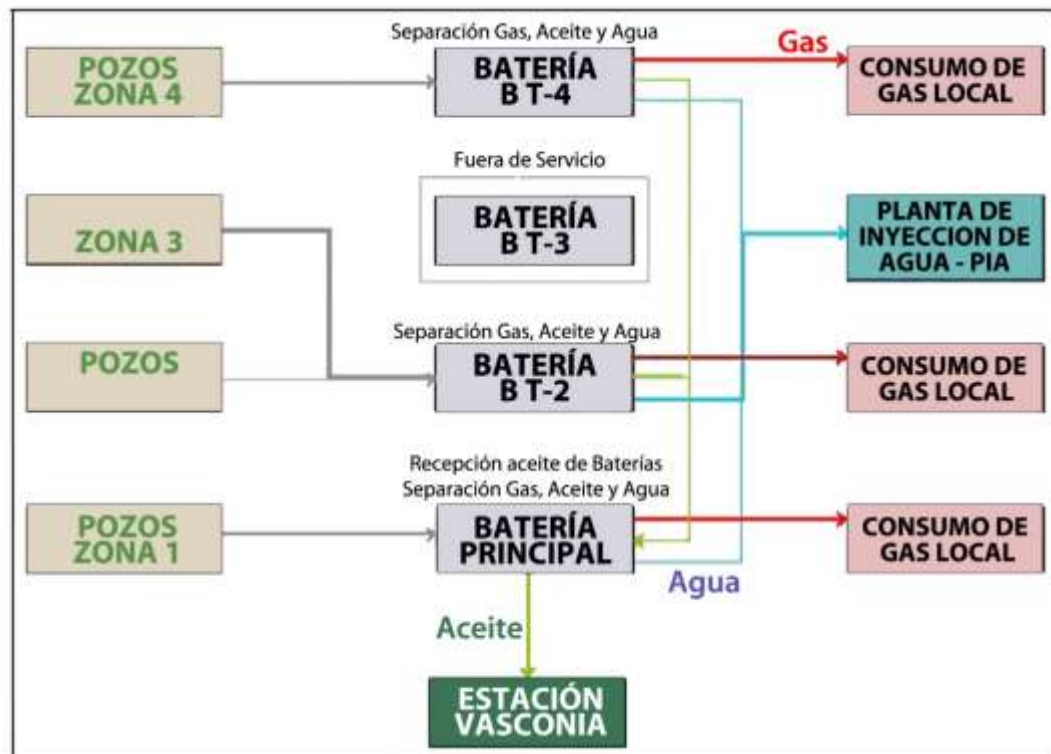 Separación Gas, Aceite y Agua
Gas
POZOS
ZONA 4
BATERÍA
B T-4
CONSUMO DE
GAS LOCAL
Fuera de Servicio
ZONA 3
BATERÍA
B T-3
PLANTA DE
INYECCION DE
AGUA - PIA
Separación Gas, Aceite y Agua
POZOS
BATERÍA
B T-2
CONSUMO DE
GAS LOCAL
Recepción aceite de Baterías
Separación Gas, Aceite y Agua
POZOS
ZONA 1
BATERÍA
PRINCIPAL
CONSUMO DE
GAS LOCAL
Agua
Aceite
ESTACIÓN
VASCONIA